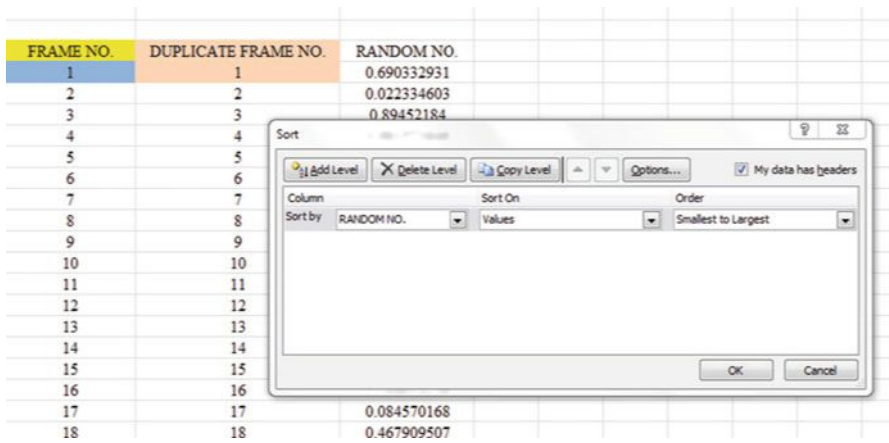 FRAME NO. DUPLICATE FRAME NO. RANDOM NO.
1 1 0.690332931
2 2 0.022334603
3 3 0.89452184
4 4
5 5
6 6
7 7
8 8
9 9
10 10
11 11
12 12
13 13
14 14
15 15
16 16
17 17 0.084570168
18 18 0.467909507
Sort
Add Level Delete Level Copy Level Options... My data has headers
Column Sort On Order
Sort by RANDOM NO. Values Smallest to Largest
OK Cancel